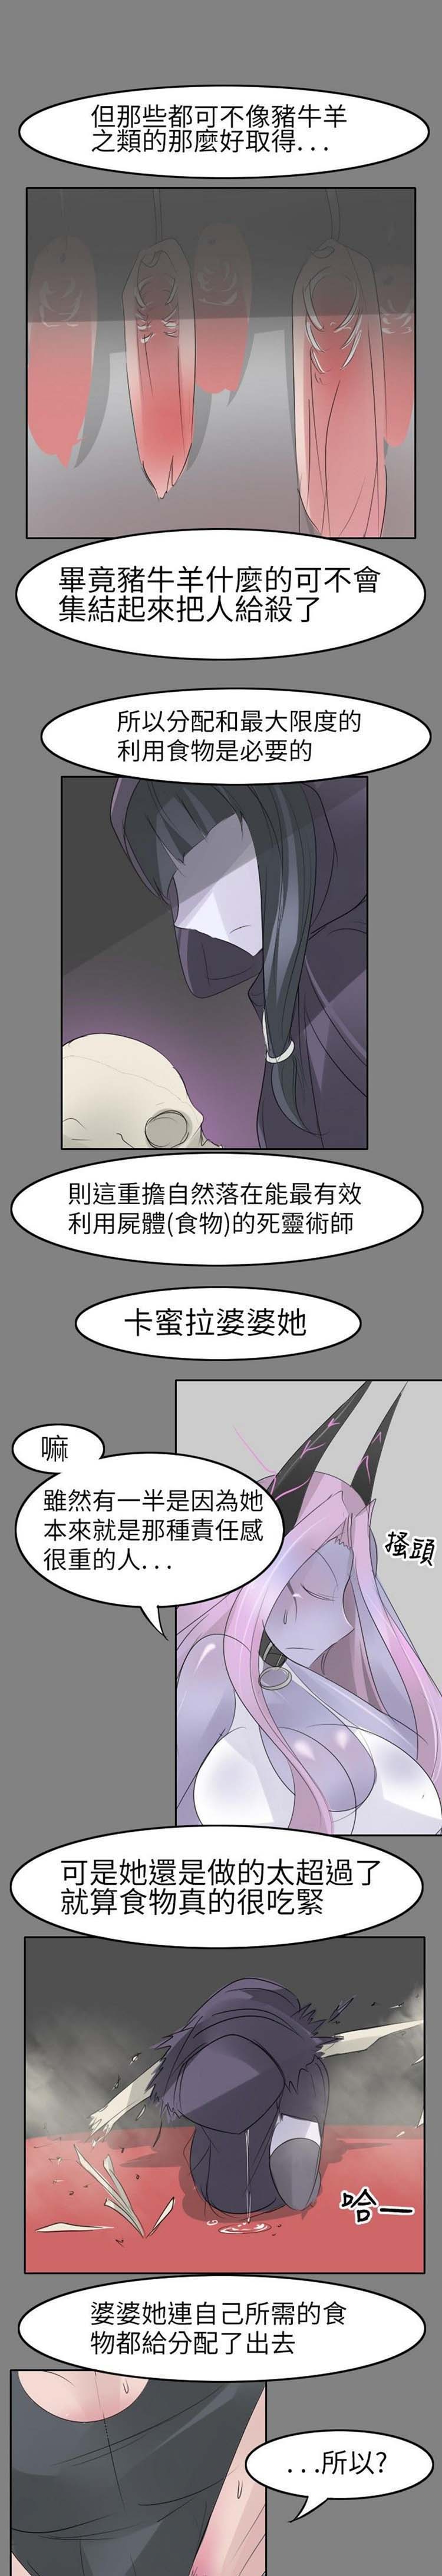 但那些都可不像豬牛羊
之類的那麼好取得...
畢竟豬牛羊什麼的可不會
集結起來把人給殺了
所以分配和最大限度的
利用食物是必要的
則這重擔自然落在能最有效
利用屍體(食物)的死靈術師
卡蜜拉婆婆她
嘛
雖然有一半是因為她
本來就是那種責任感
很重的人...
搔頭
可是她還是做的太超過了
就算食物真的很吃緊
哈一
婆婆她連自己所需的食
物都給分配了出去
...所以?